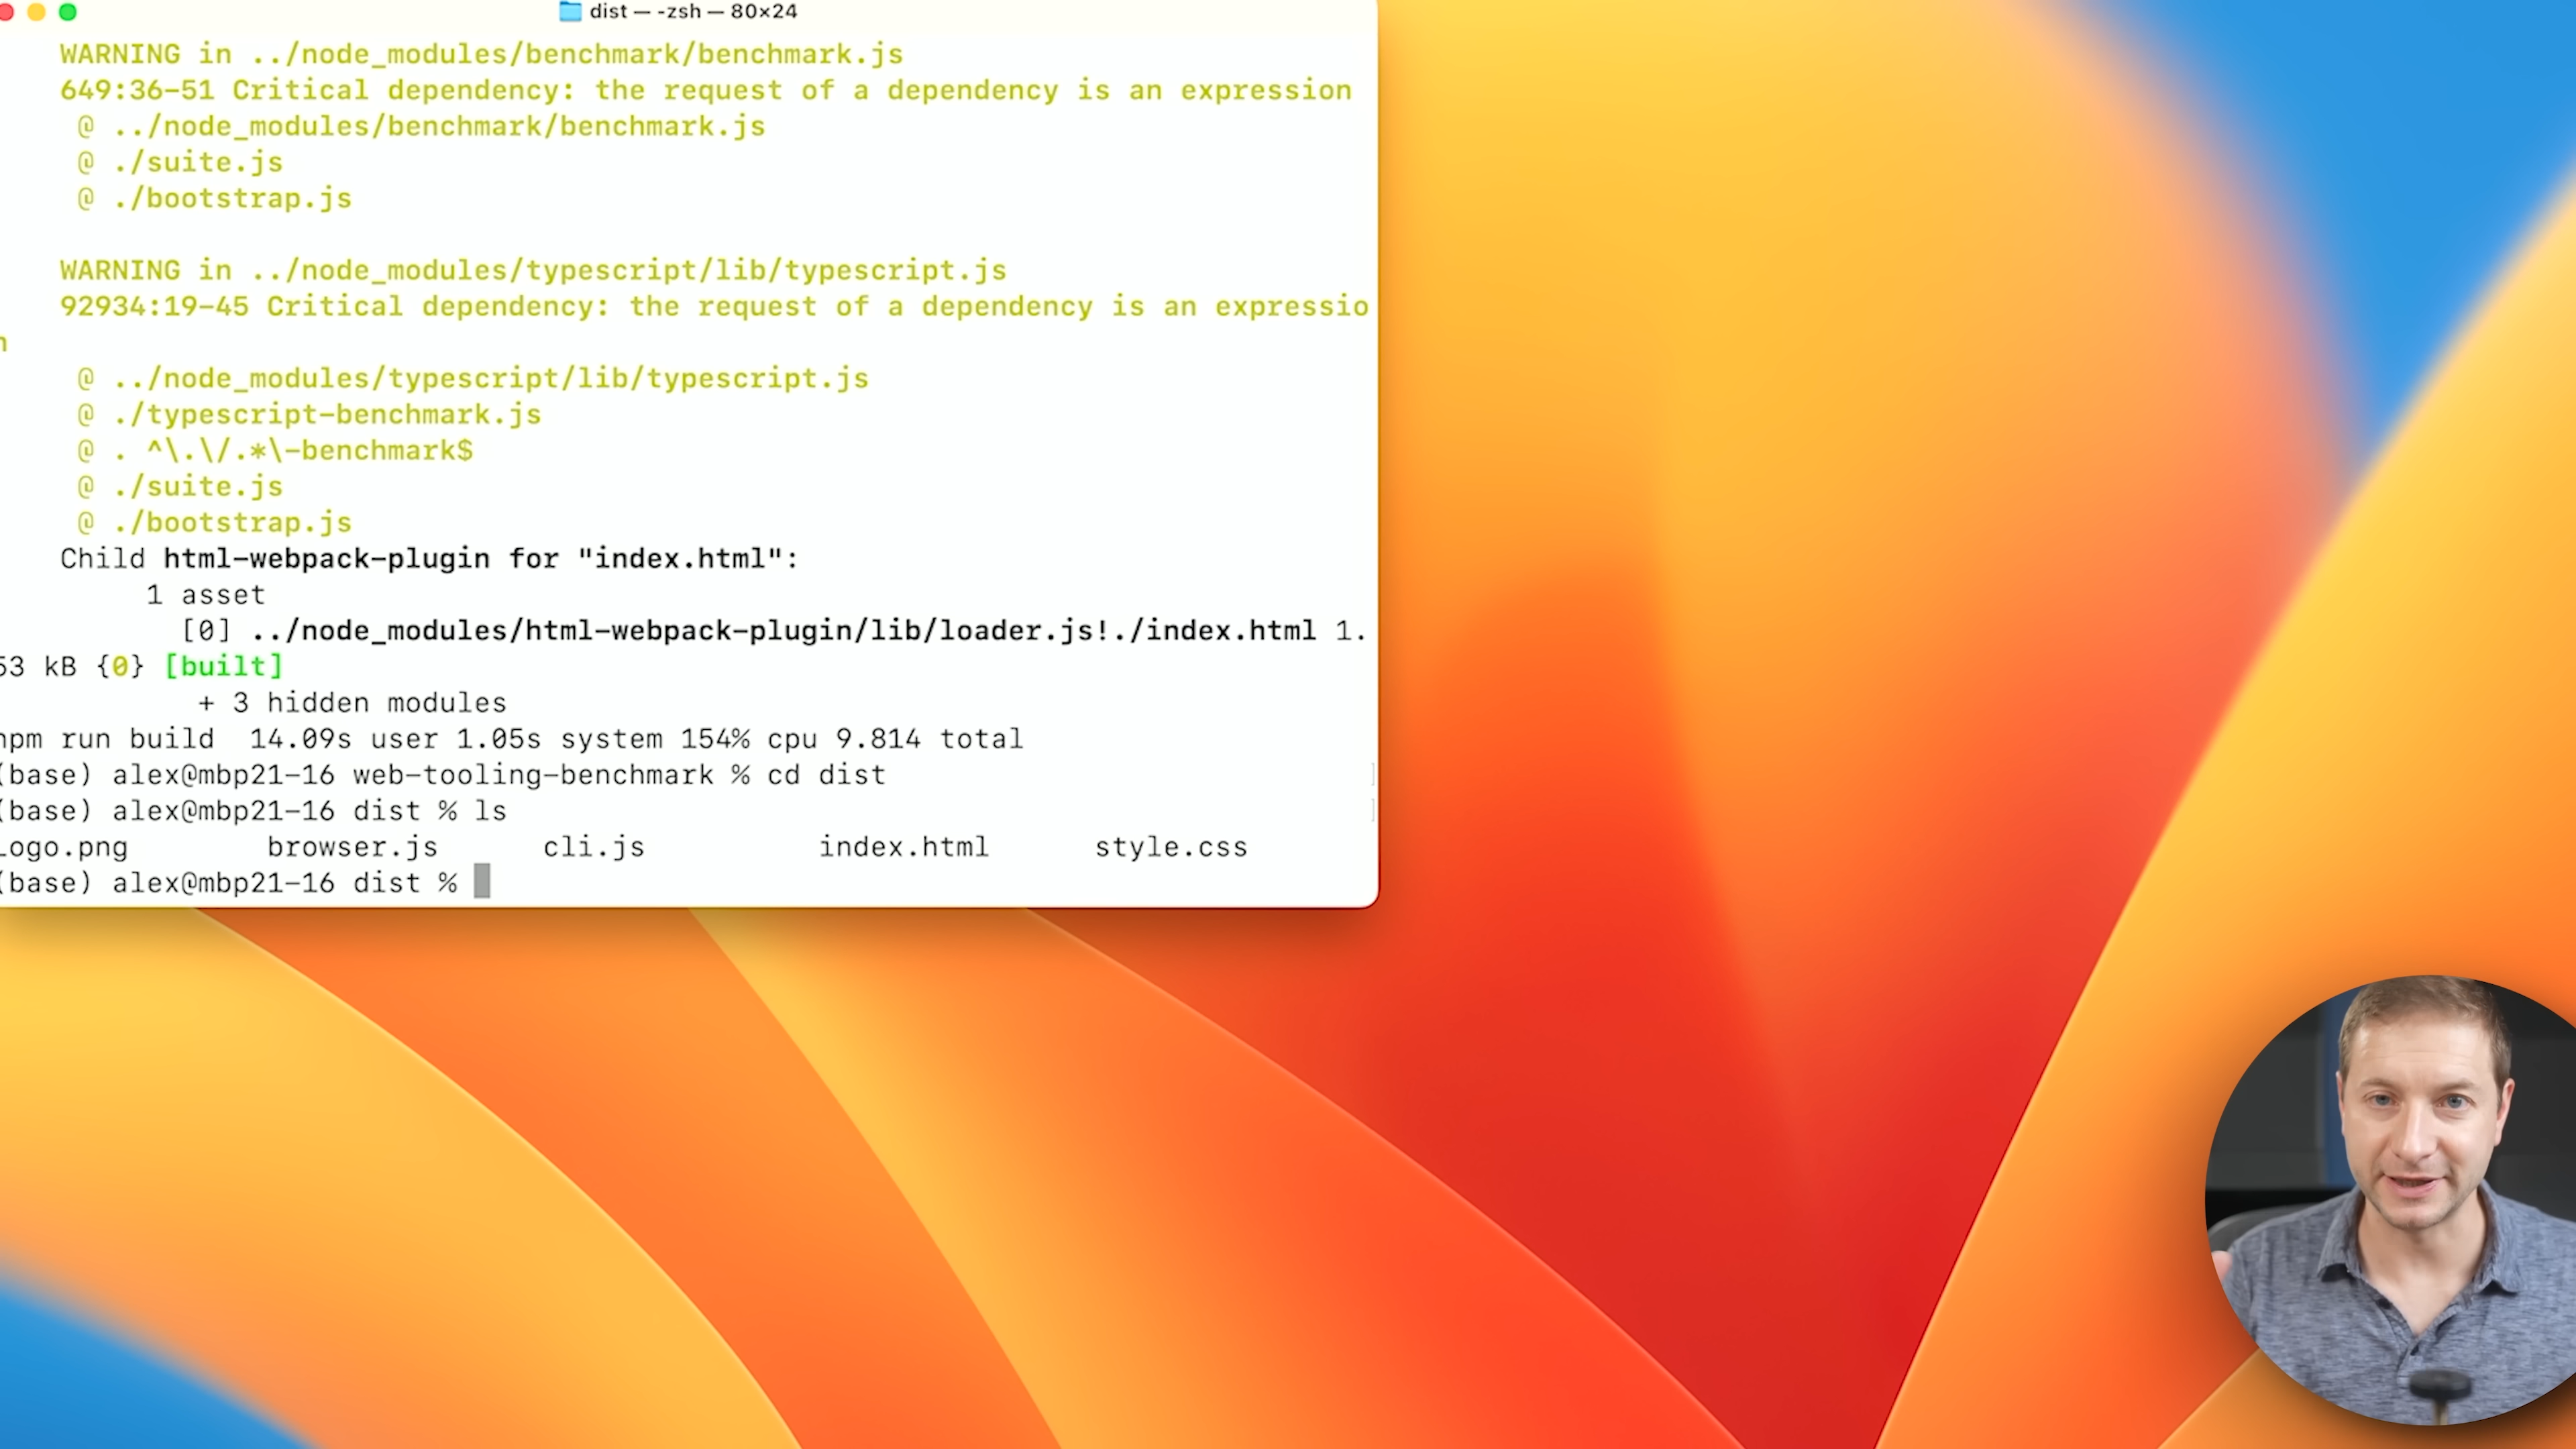 dist — -zsh — 80×24
WARNING in ../node_modules/benchmark/benchmark.js
649:36-51 Critical dependency: the request of a dependency is an expression
@ ../node_modules/benchmark/benchmark.js
@ ./suite.js
@ ./bootstrap.js
WARNING in ../node_modules/typescript/lib/typescript.js
92934:19-45 Critical dependency: the request of a dependency is an expressio
n
@ ../node_modules/typescript/lib/typescript.js
@ ./typescript-benchmark.js
@ . ^\.\/.*\-benchmark$
@ ./suite.js
@ ./bootstrap.js
Child html-webpack-plugin for "index.html":
1 asset
[0] ../node_modules/html-webpack-plugin/lib/loader.js!./index.html 1.
53 kB {0} [built]
+ 3 hidden modules
npm run build  14.09s user 1.05s system 154% cpu 9.814 total
(base) alex@mbp21-16 web-tooling-benchmark % cd dist
(base) alex@mbp21-16 dist % ls
Logo.png browser.js cli.js index.html style.css
(base) alex@mbp21-16 dist %